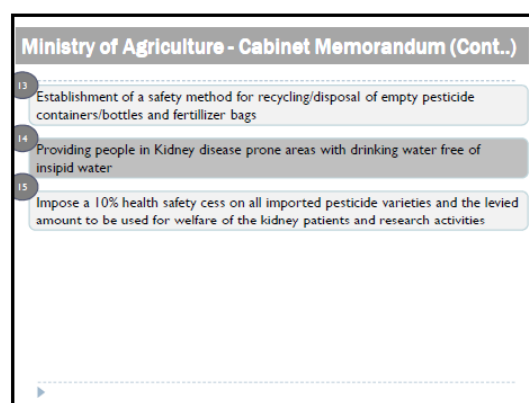 Ministry of Agriculture - Cabinet Memorandum (Cont..)
13
Establishment of a safety method for recycling/disposal of empty pesticide
containers/bottles and fertillizer bags
14
Providing people in Kidney disease prone areas with drinking water free of
insipid water
15
Impose a 10% health safety cess on all imported pesticide varieties and the levied
amount to be used for welfare of the kidney patients and research activities